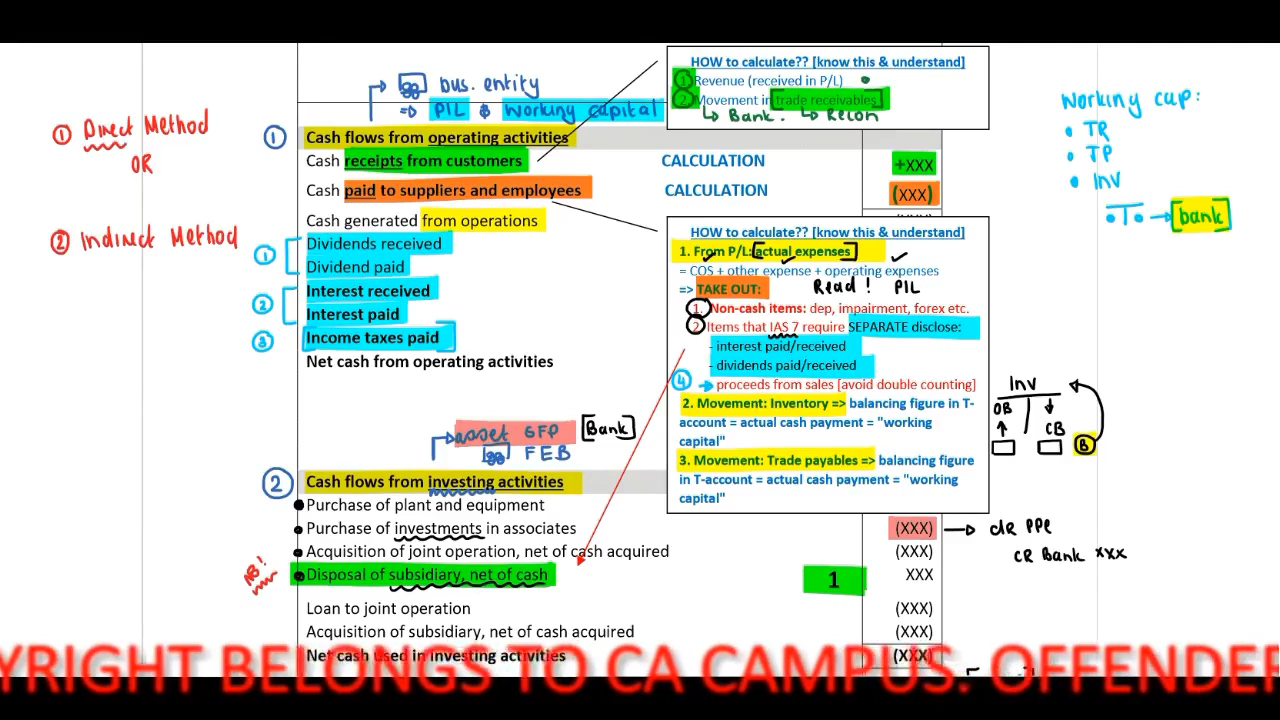 HOW to calculate?? [know this & understand]
1. Revenue (received in P/L)
2. Movement in [trade receivables]
↳ Bank. ↳ Recon
→ bus. entity
⇒ P/L & Working capital
① Direct Method
OR
② Indirect Method
① Cash flows from operating activities
Cash receipts from customers CALCULATION +XXX
Cash paid to suppliers and employees CALCULATION (XXX)
Cash generated from operations
① Dividends received
Dividend paid
② Interest received
Interest paid
③ Income taxes paid
Net cash from operating activities
Working cap:
• TR
• TP
• Inv
•T• → [bank]
HOW to calculate?? [know this & understand]
1. From P/L: [actual expenses]
= COS + other expense + operating expenses
=> TAKE OUT: Read! P/L
1. Non-cash items: dep, impairment, forex etc.
2. Items that IAS 7 require SEPARATE disclose:
- interest paid/received
- dividends paid/received
④ → proceeds from sales [avoid double counting]
2. Movement: Inventory => balancing figure in T-
account = actual cash payment = "working
capital"
3. Movement: Trade payables => balancing figure
in T-account = actual cash payment = "working
capital"
Inv
OB
CB
B
asset SFP [Bank]
FEB
② Cash flows from investing activities
• Purchase of plant and equipment
• Purchase of investments in associates (XXX) → dR PPE
• Acquisition of joint operation, net of cash acquired (XXX) CR Bank xxx
NB! • Disposal of subsidiary, net of cash 1 XXX
Loan to joint operation (XXX)
Acquisition of subsidiary, net of cash acquired (XXX)
Net cash used in investing activities (XXX)
YRIGHT BELONGS TO CA CAMPUS. OFFENDER